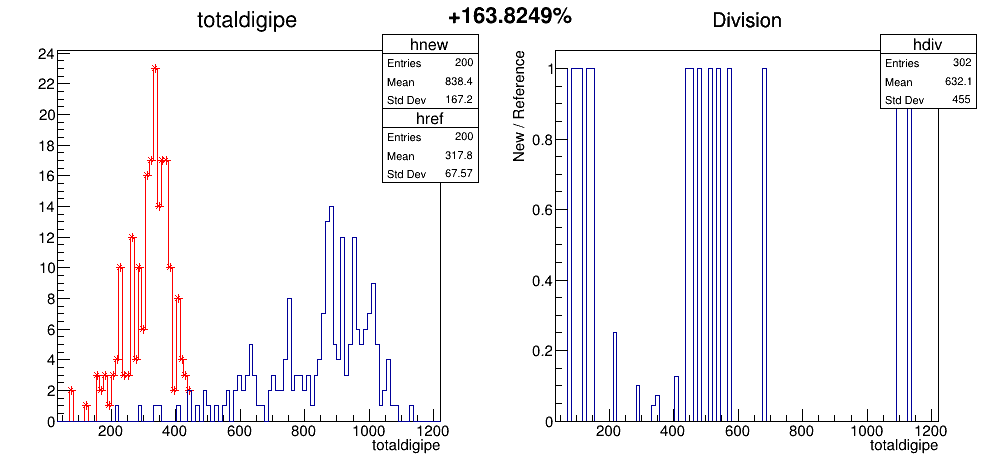 +163.8249%
totaldigipe
hnew
Entries 200
Mean 838.4
Std Dev 167.2
href
Entries 200
Mean 317.8
Std Dev 67.57
24
22
20
18
16
14
12
10
8
6
4
2
0
200 400 600 800 1000 1200
totaldigipe
Division
hdiv
Entries 302
Mean 632.1
Std Dev 455
New / Reference
1
0.8
0.6
0.4
0.2
0
200 400 600 800 1000 1200
totaldigipe